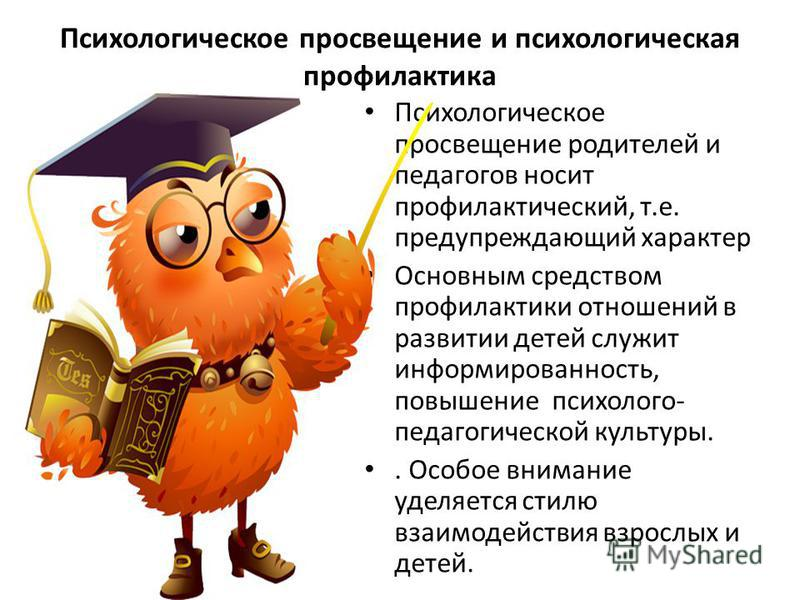 Психологическое просвещение и психологическая
профилактика
• Психологическое
просвещение родителей и
педагогов носит
профилактический, т.е.
предупреждающий характер
• Основным средством
профилактики отношений в
развитии детей служит
информированность,
повышение психолого-
педагогической культуры.
• . Особое внимание
уделяется стилю
взаимодействия взрослых и
детей.
Tes
MyShared